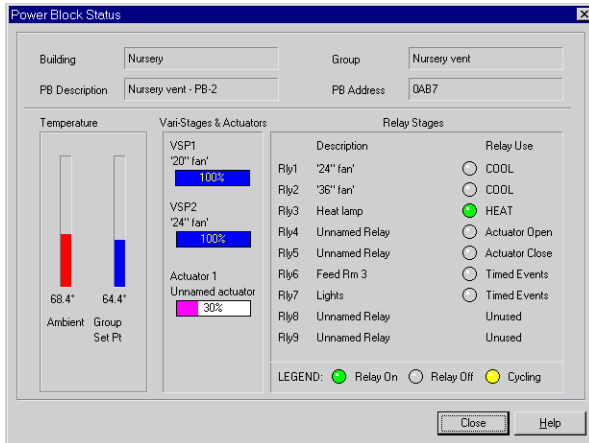 Power Block Status
Building Nursery Group Nursery vent
PB Description Nursery vent - PB-2 PB Address 0AB7
Temperature
68.4° 64.4°
Ambient Group
Set Pt
Vari-Stages & Actuators
VSP1
'20" fan'
100%
VSP2
'24" fan'
100%
Actuator 1
Unnamed actuator
30%
Relay Stages
Description Relay Use
Rly1 '24" fan' COOL
Rly2 '36" fan' COOL
Rly3 Heat lamp HEAT
Rly4 Unnamed Relay Actuator Open
Rly5 Unnamed Relay Actuator Close
Rly6 Feed Rm 3 Timed Events
Rly7 Lights Timed Events
Rly8 Unnamed Relay Unused
Rly9 Unnamed Relay Unused
LEGEND: Relay On Relay Off Cycling
Close Help